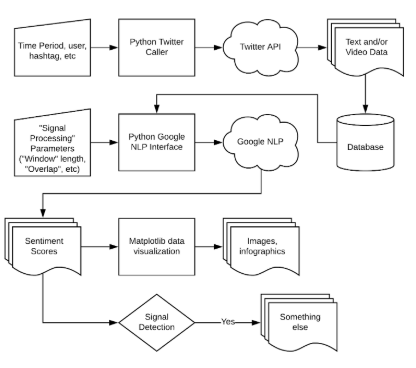 Time Period, user,
hashtag, etc
Python Twitter
Caller
Twitter API
Text and/or
Video Data
"Signal
Processing"
Parameters
("Window" length,
"Overlap", etc)
Python Google
NLP Interface
Google NLP
Database
Sentiment
Scores
Matplotlib data
visualization
Images,
infographics
Signal
Detection
Yes
Something
else